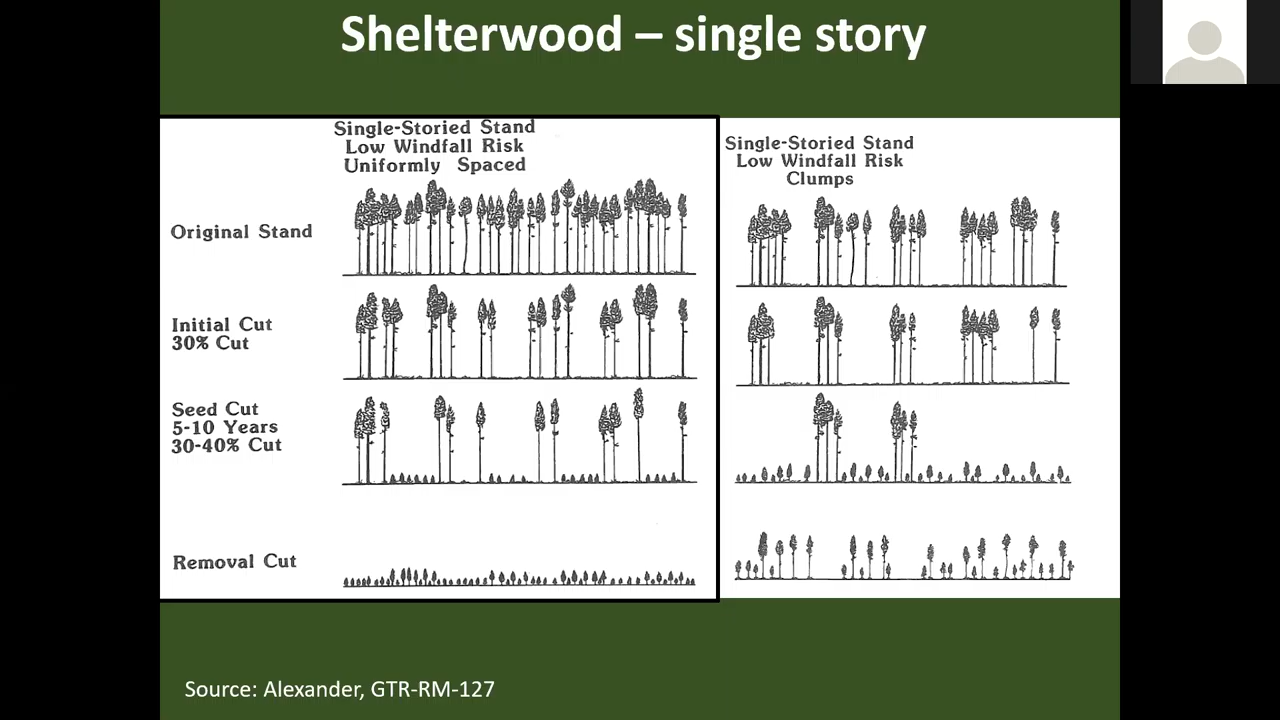 Shelterwood – single story
Single-Storied Stand
Low Windfall Risk
Uniformly Spaced
Original Stand
Initial Cut
30% Cut
Seed Cut
5-10 Years
30-40% Cut
Removal Cut
Single-Storied Stand
Low Windfall Risk
Clumps
Source: Alexander, GTR-RM-127